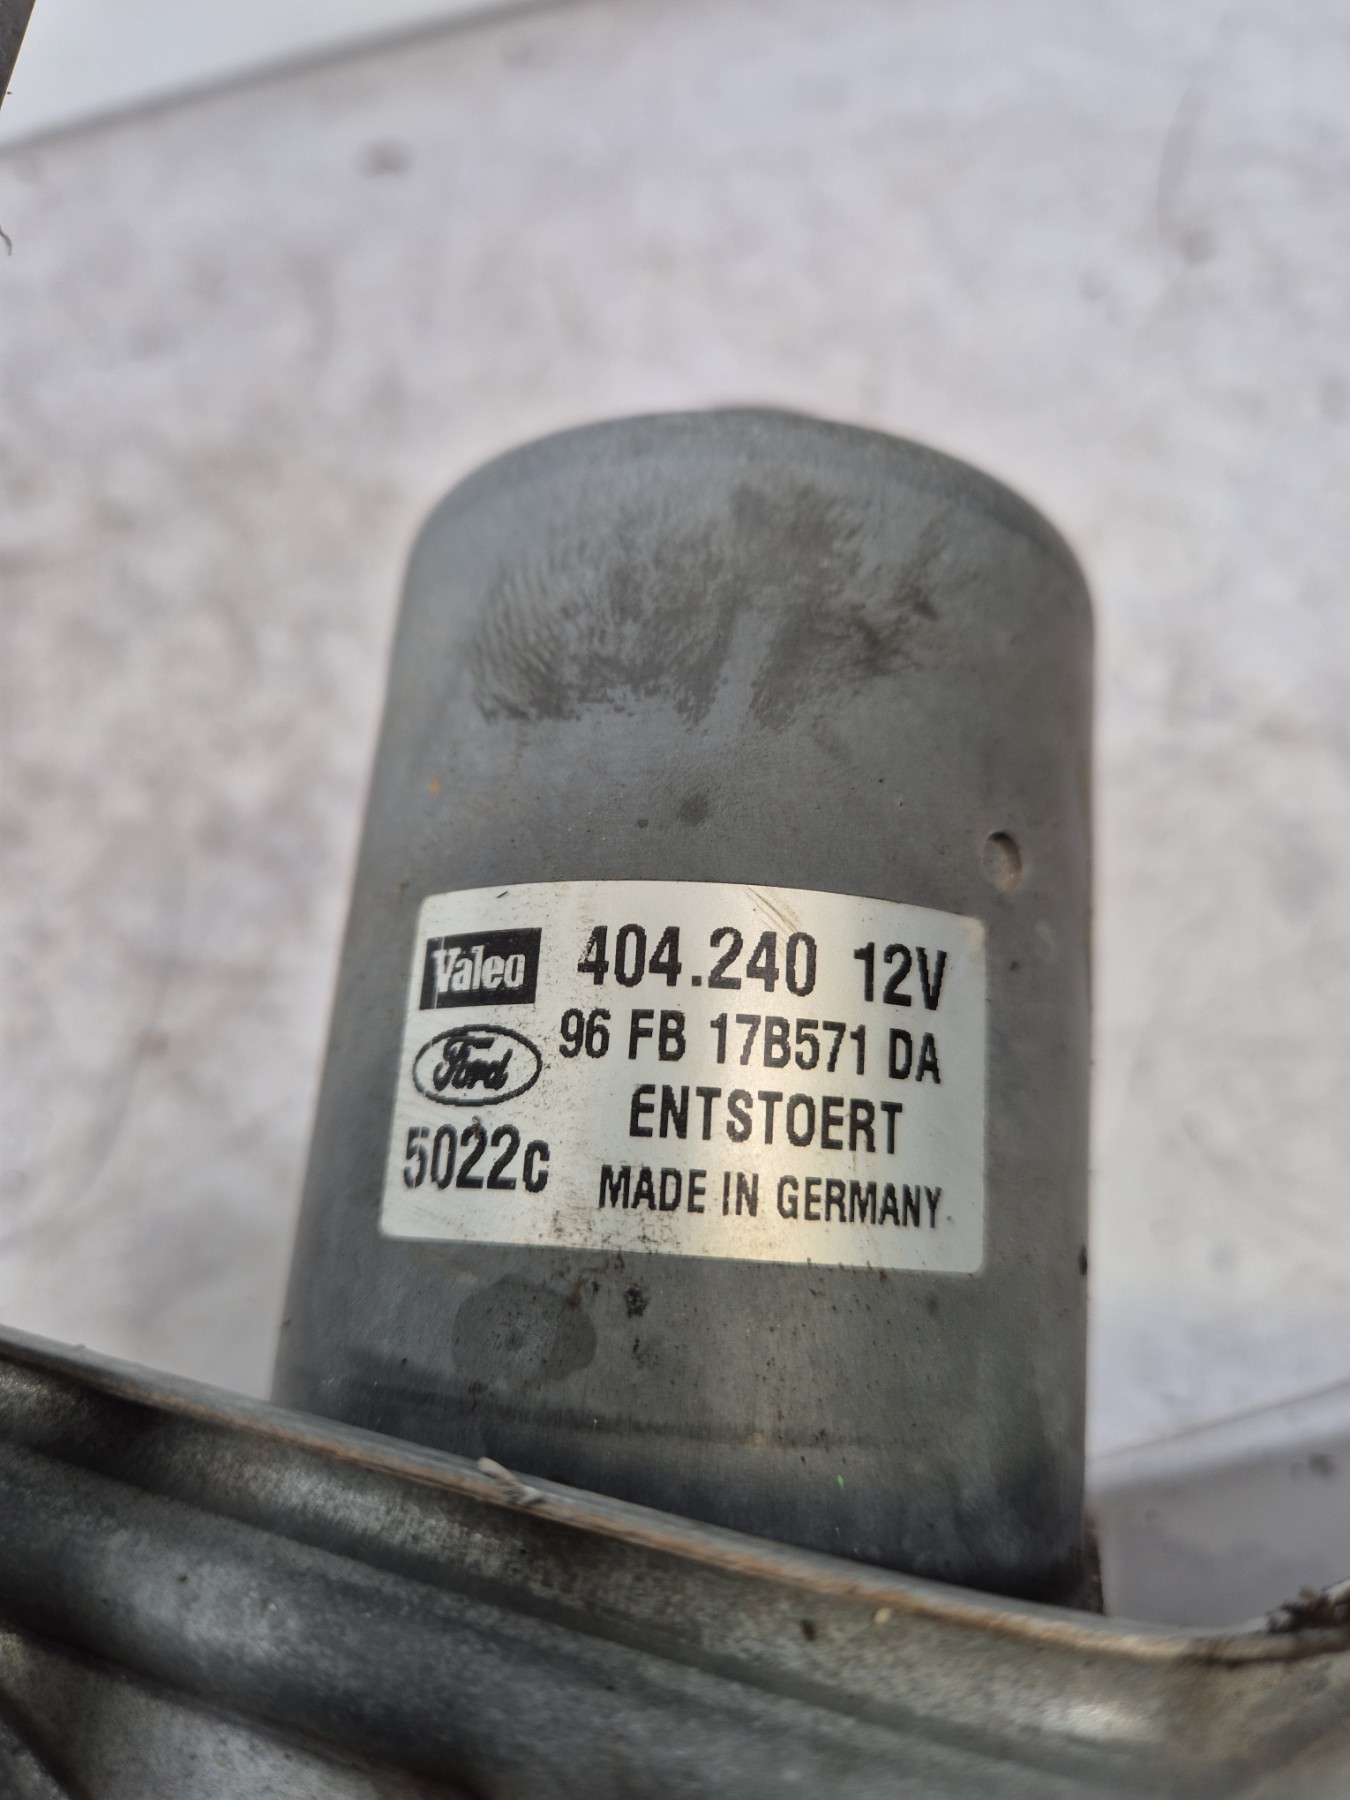 Valeo 404.240 12V
Ford 96 FB 17B571 DA
ENTSTOERT
5022c MADE IN GERMANY